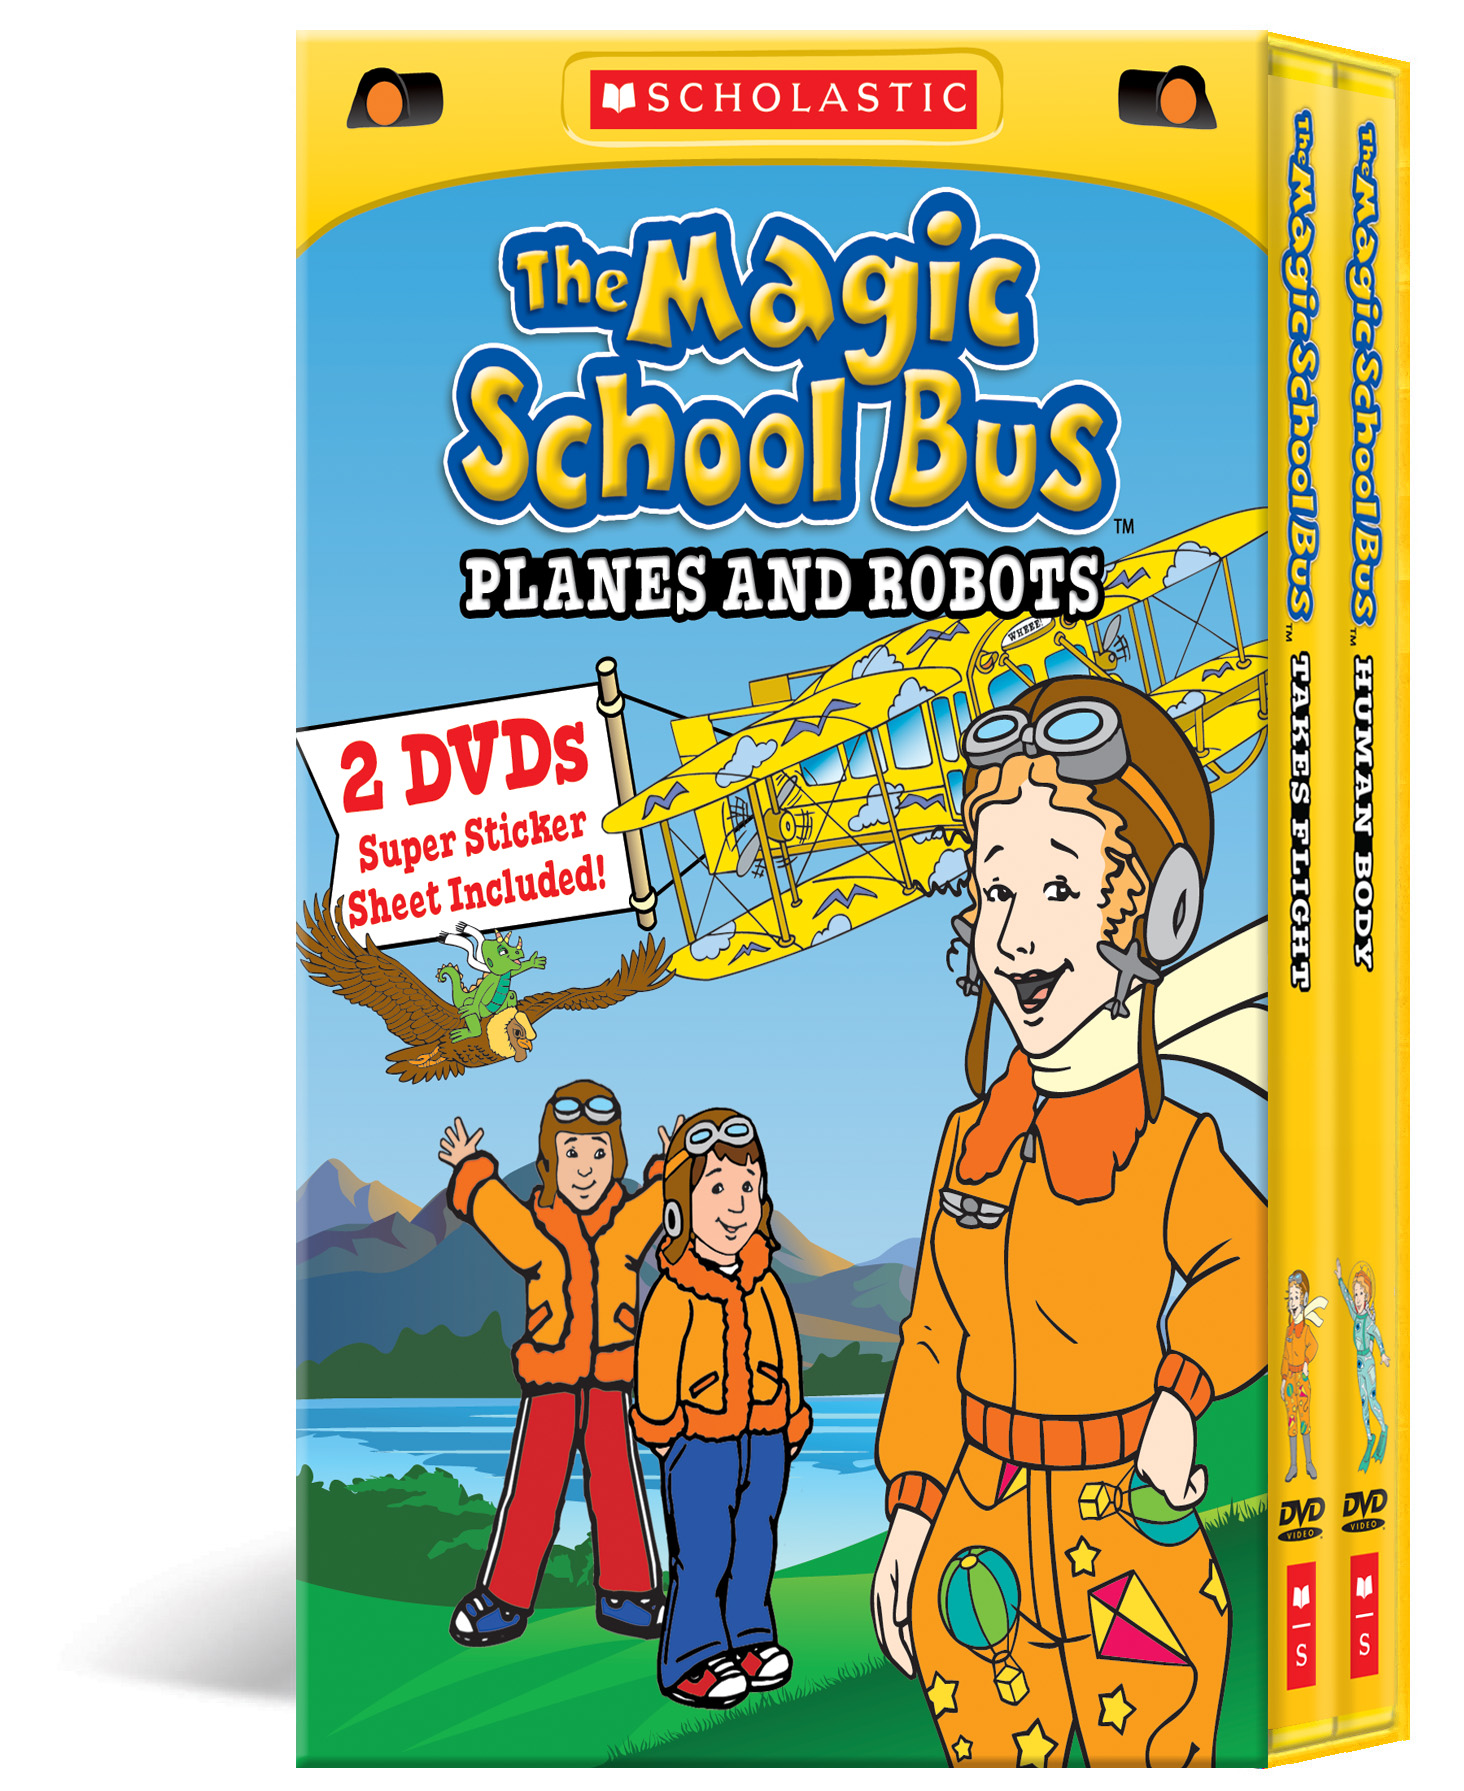 SCHOLASTIC
The Magic
School Bus
TM
PLANES AND ROBOTS
WHEEE!
2 DVDs
Super Sticker
Sheet Included!
The Magic School Bus TM TAKES FLIGHT
DVD
VIDEO
S
The Magic School Bus TM HUMAN BODY
DVD
VIDEO
S